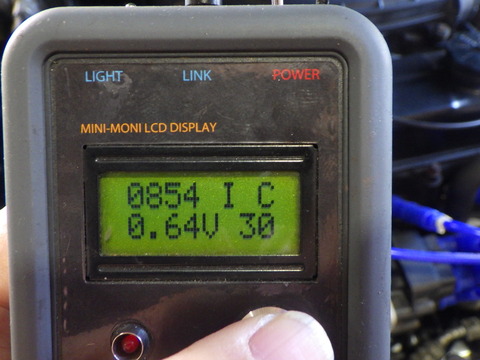 LIGHT LINK POWER
MINI-MONI LCD DISPLAY
0854 I C
0.64V 30